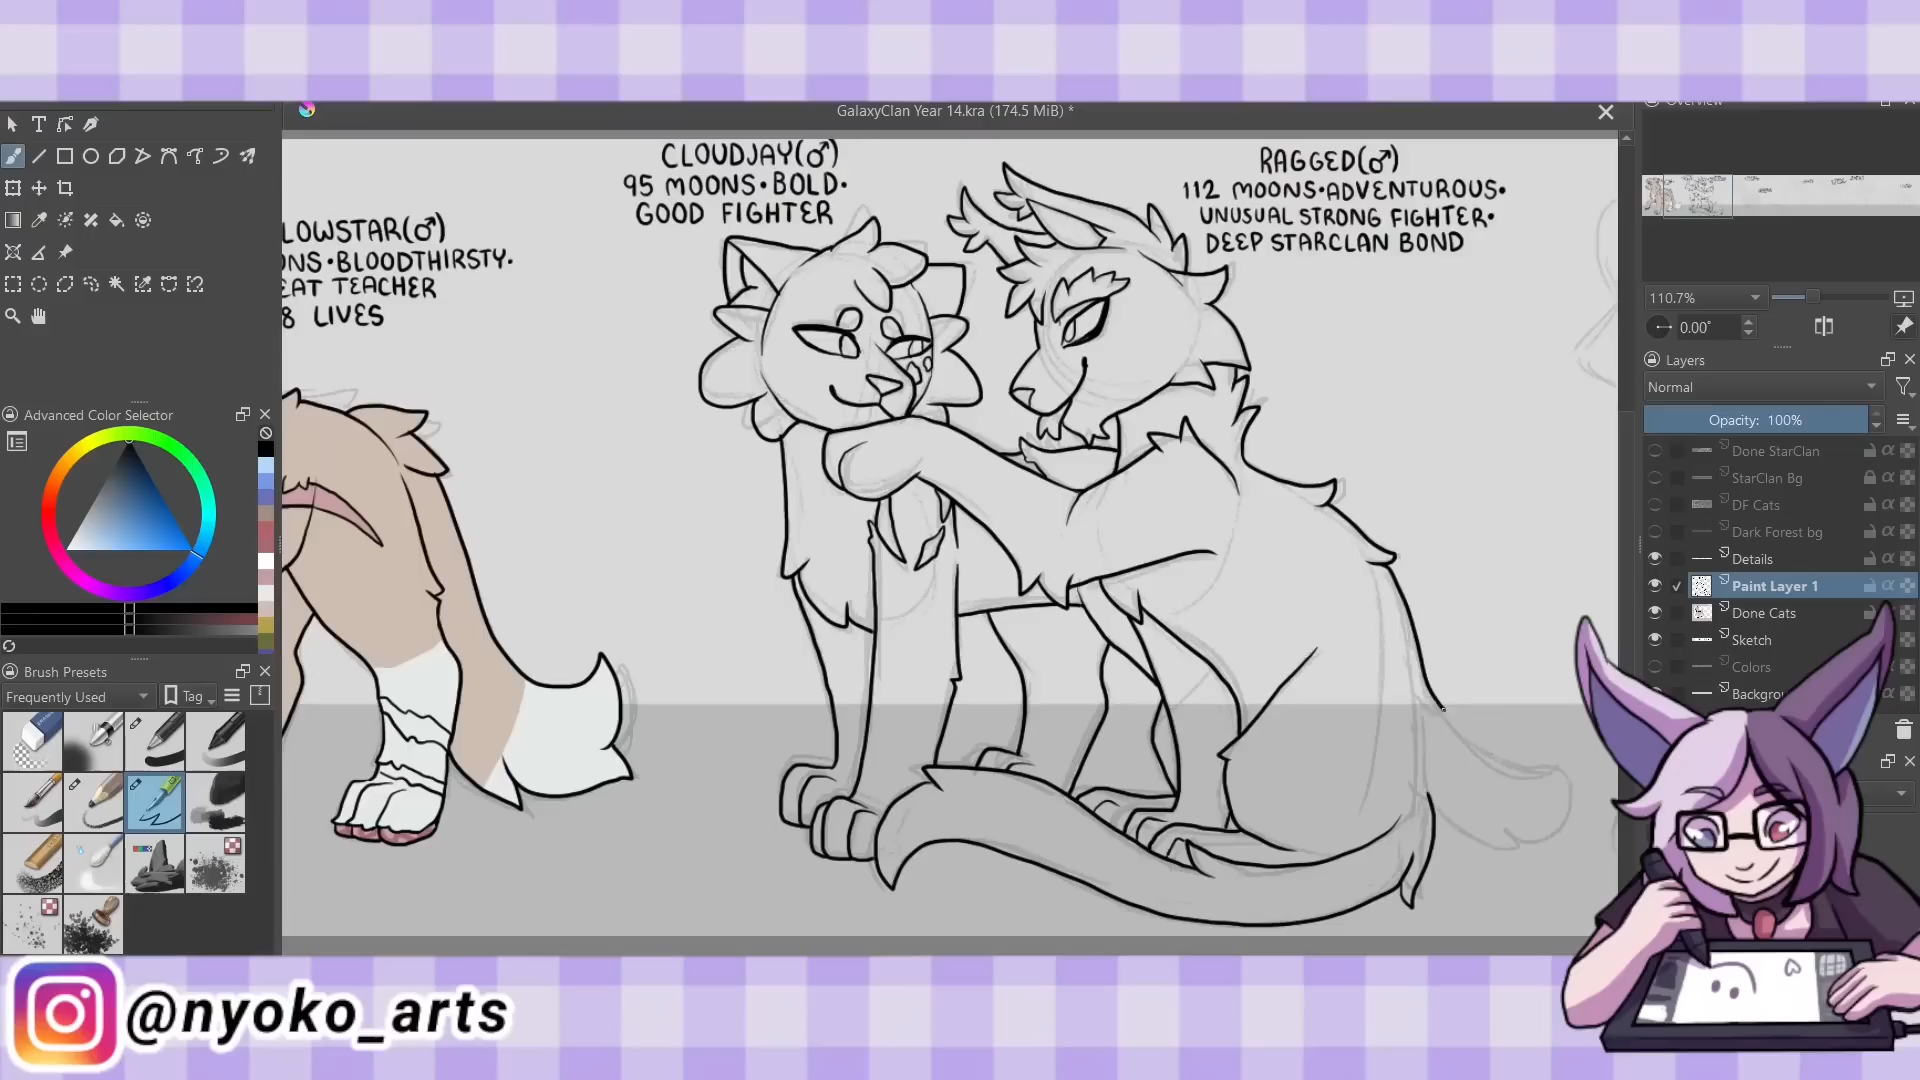 GalaxyClan Year 14.kra (174.5 MiB) *
CLOUDJAY(♂)
95 MOONS•BOLD•
GOOD FIGHTER
RAGGED(♂)
112 MOONS•ADVENTUROUS•
UNUSUAL STRONG FIGHTER•
DEEP STARCLAN BOND
LOWSTAR(♂)
ONS•BLOODTHIRSTY•
EAT TEACHER
8 LIVES
Advanced Color Selector
Brush Presets
Frequently Used
Tag
Overview
110.7%
0.00°
Layers
Normal
Opacity: 100%
Done StarClan
StarClan Bg
DF Cats
Dark Forest bg
Details
Paint Layer 1
Done Cats
Sketch
Colors
Backgrou
@nyoko_arts